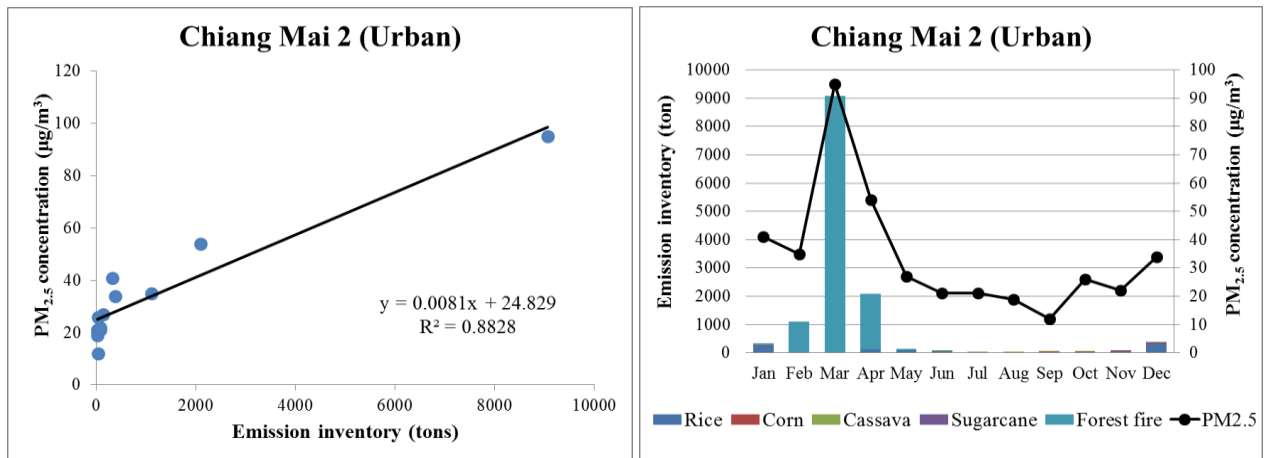 Chiang Mai 2 (Urban)
PM2.5 concentration (µg/m³)
120
100
80
60
40
20
0
y = 0.0081x + 24.829
R² = 0.8828
0 2000 4000 6000 8000 10000
Emission inventory (tons)
Chiang Mai 2 (Urban)
Emission inventory (ton)
10000
9000
8000
7000
6000
5000
4000
3000
2000
1000
0
100
90
80
70
60
50
40
30
20
10
0
PM2.5 concentration (µg/m³)
Jan Feb Mar Apr May Jun Jul Aug Sep Oct Nov Dec
Rice Corn Cassava Sugarcane Forest fire PM2.5